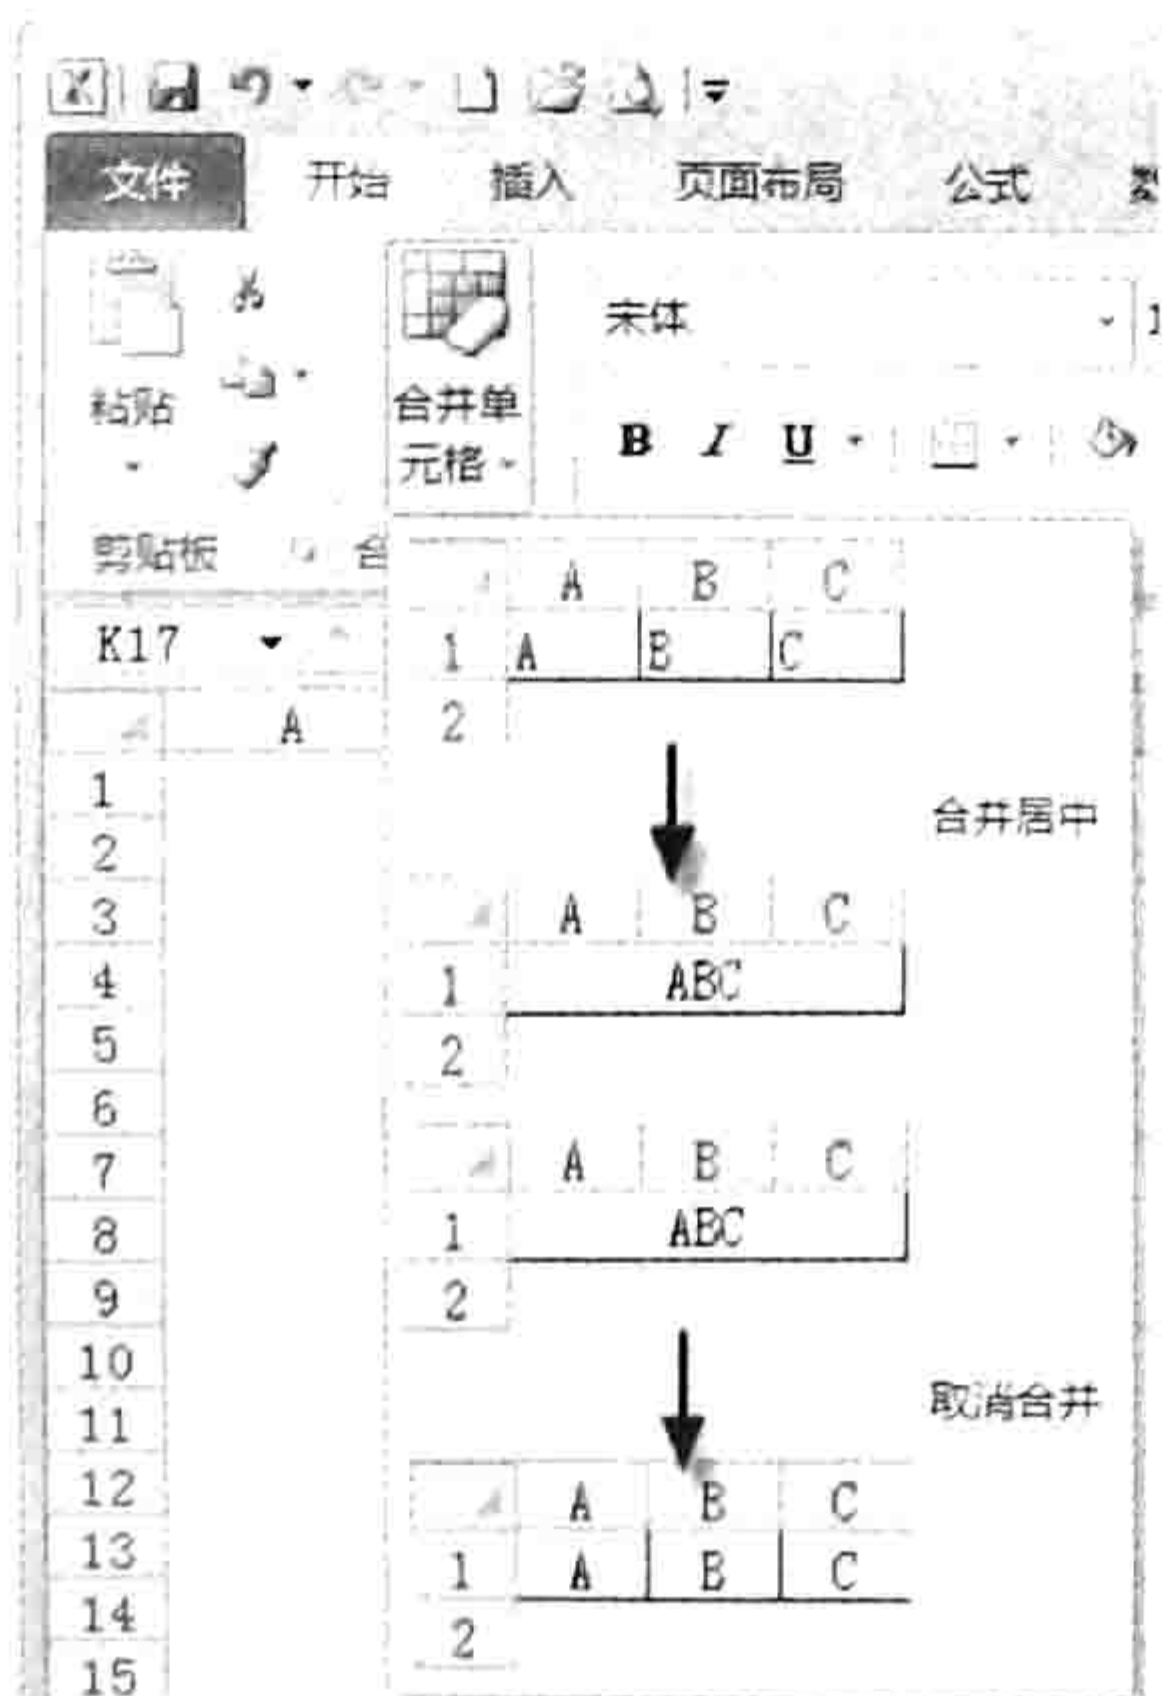 文件 开始 插入 页面布局 公式 数
宋体 1
粘贴 合并单
元格
B I U
剪贴板 合
A B C
K17
1 A B C
A 2
1
合并居中
2
3 A B C
4 1 ABC
5 2
6
7 A B C
8 1 ABC
9 2
10
11 取消合并
12 A B C
13 1 A B C
14 2
15